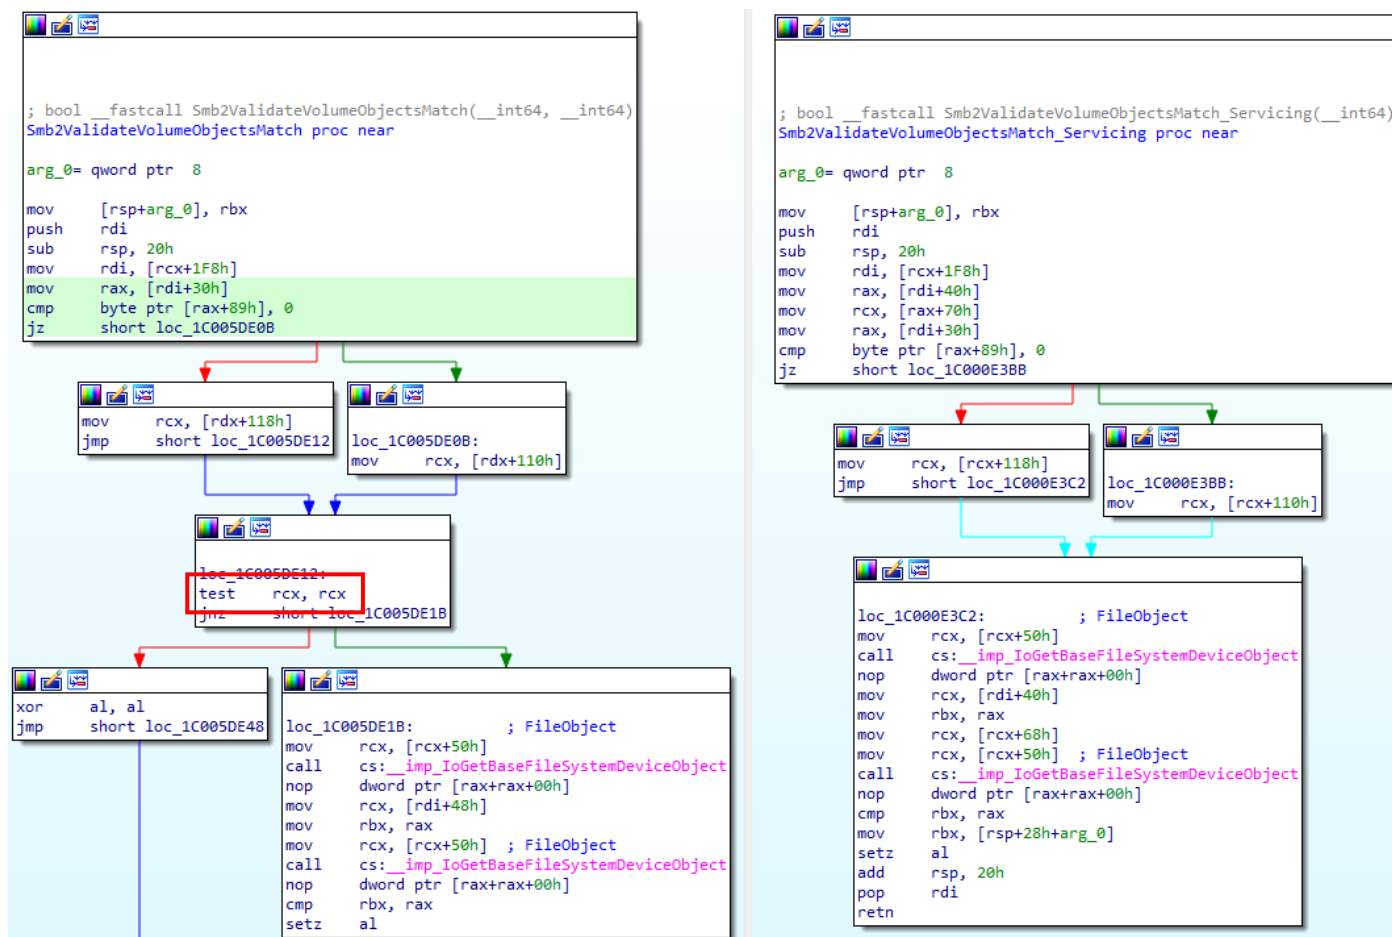 ; bool __fastcall Smb2ValidateVolumeObjectsMatch(__int64, __int64)
Smb2ValidateVolumeObjectsMatch proc near
arg_0= qword ptr  8
mov     [rsp+arg_0], rbx
push    rdi
sub     rsp, 20h
mov     rdi, [rcx+1F8h]
mov     rax, [rdi+30h]
cmp     byte ptr [rax+89h], 0
jz      short loc_1C005DE0B
mov     rcx, [rdx+118h]
jmp     short loc_1C005DE12
loc_1C005DE0B:
mov     rcx, [rdx+110h]
loc_1C005DE12:
test    rcx, rcx
jnz     short loc_1C005DE1B
xor     al, al
jmp     short loc_1C005DE48
loc_1C005DE1B:          ; FileObject
mov     rcx, [rcx+50h]
call    cs:__imp_IoGetBaseFileSystemDeviceObject
nop     dword ptr [rax+rax+00h]
mov     rcx, [rdi+48h]
mov     rbx, rax
mov     rcx, [rcx+50h]  ; FileObject
call    cs:__imp_IoGetBaseFileSystemDeviceObject
nop     dword ptr [rax+rax+00h]
cmp     rbx, rax
setz    al
; bool __fastcall Smb2ValidateVolumeObjectsMatch_Servicing(__int64)
Smb2ValidateVolumeObjectsMatch_Servicing proc near
arg_0= qword ptr  8
mov     [rsp+arg_0], rbx
push    rdi
sub     rsp, 20h
mov     rdi, [rcx+1F8h]
mov     rax, [rdi+40h]
mov     rcx, [rax+70h]
mov     rax, [rdi+30h]
cmp     byte ptr [rax+89h], 0
jz      short loc_1C000E3BB
mov     rcx, [rcx+118h]
jmp     short loc_1C000E3C2
loc_1C000E3BB:
mov     rcx, [rcx+110h]
loc_1C000E3C2:          ; FileObject
mov     rcx, [rcx+50h]
call    cs:__imp_IoGetBaseFileSystemDeviceObject
nop     dword ptr [rax+rax+00h]
mov     rcx, [rdi+40h]
mov     rbx, rax
mov     rcx, [rcx+68h]
mov     rcx, [rcx+50h]  ; FileObject
call    cs:__imp_IoGetBaseFileSystemDeviceObject
nop     dword ptr [rax+rax+00h]
cmp     rbx, rax
mov     rbx, [rsp+28h+arg_0]
setz    al
add     rsp, 20h
pop     rdi
retn